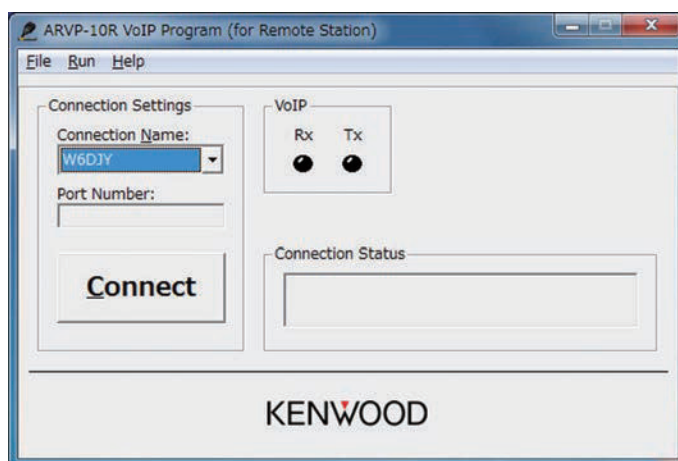 ARVP-10R VoIP Program (for Remote Station)
File Run Help
Connection Settings
Connection Name:
W6DJY
Port Number:
Connect
VoIP
Rx Tx
Connection Status
KENWOOD